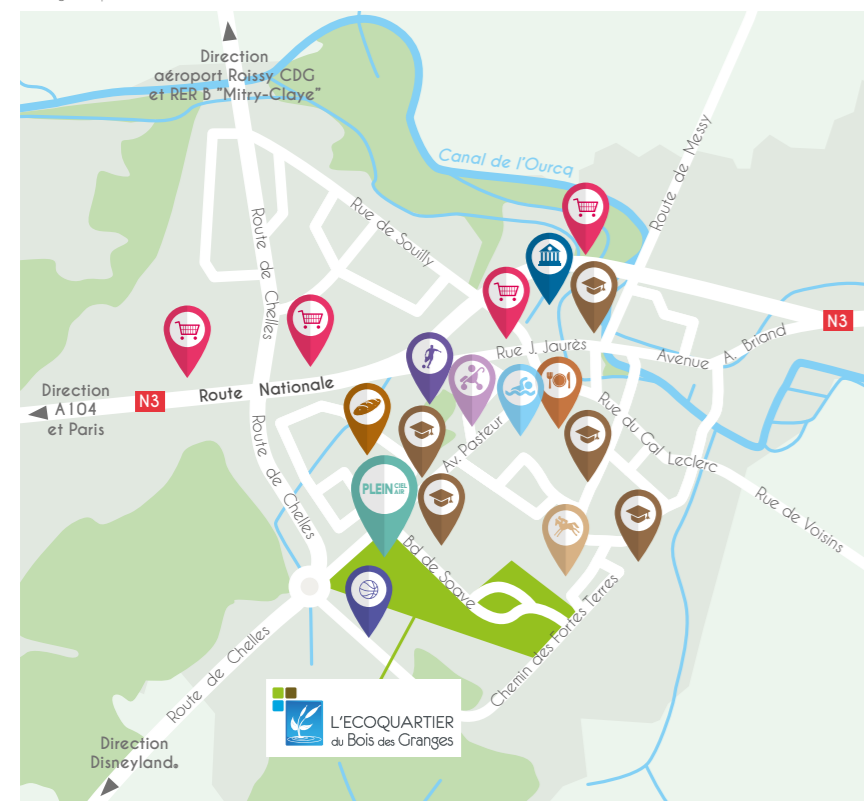 Direction
aéroport Roissy CDG
et RER B "Mitry-Claye"
Canal de l'Ourcq
Route de Messy
Rue de Souilly
Route de Chelles
N3
Rue J. Jaurès
Avenue A. Briand
Direction
A104
et Paris
N3
Route Nationale
Route de Chelles
Av. Pasteur
Rue du Gal Leclerc
Rue de Voisins
PLEIN CIEL
AIR
Bd de Soave
Chemin des Fortes Terres
Route de Chelles
L'ECOQUARTIER
du Bois des Granges
Direction
Disneyland®